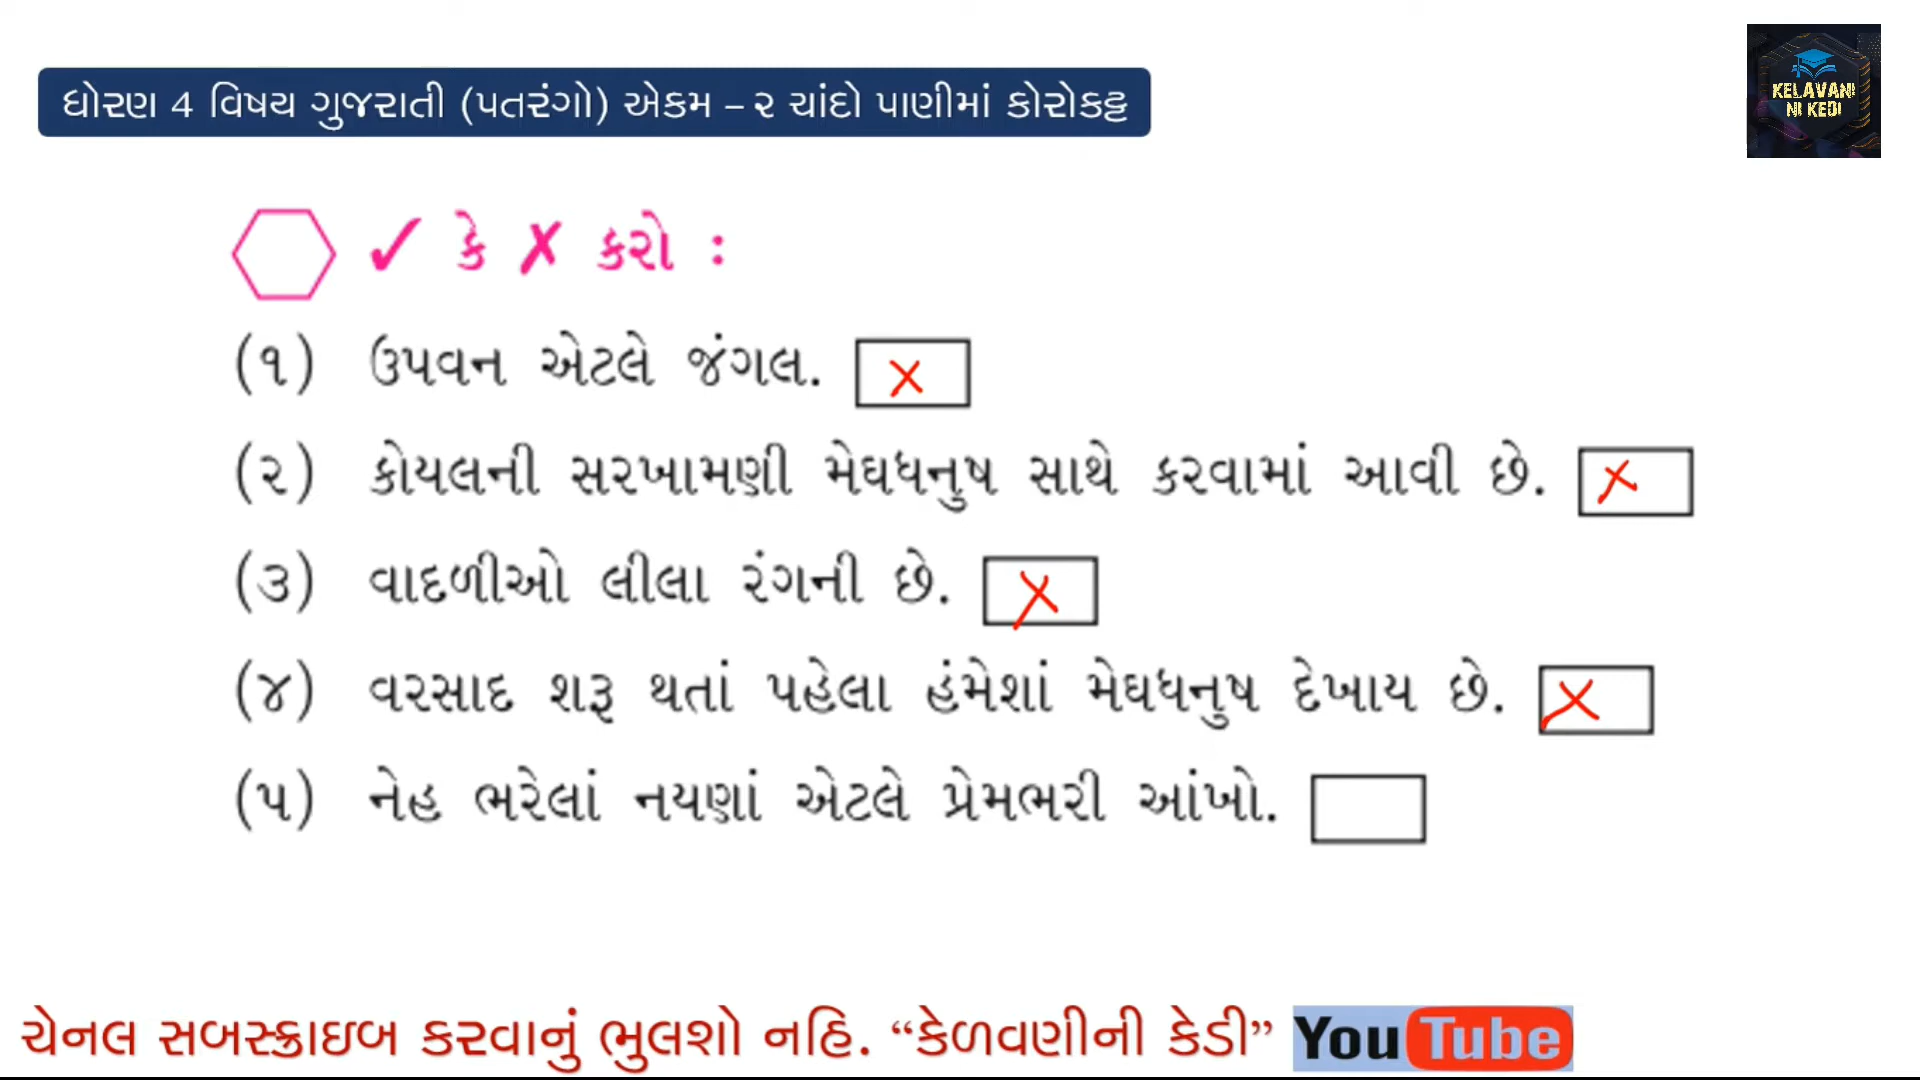 ધોરણ 4 વિષય ગુજરાતી (પતરંગો) એકમ – ૨ ચાંદો પાણીમાં કોરોકટ્ટ
KELAVANI
NI KEDI
✓ કે ✗ કરો :
(૧) ઉપવન એટલે જંગલ. ×
(૨) કોયલની સરખામણી મેઘધનુષ સાથે કરવામાં આવી છે. ×
(૩) વાદળીઓ લીલા રંગની છે. ×
(૪) વરસાદ શરૂ થતાં પહેલા હંમેશાં મેઘધનુષ દેખાય છે. ×
(૫) નેહ ભરેલાં નયણાં એટલે પ્રેમભરી આંખો.
ચેનલ સબસ્ક્રાઇબ કરવાનું ભુલશો નહિ. “કેળવણીની કેડી” YouTube